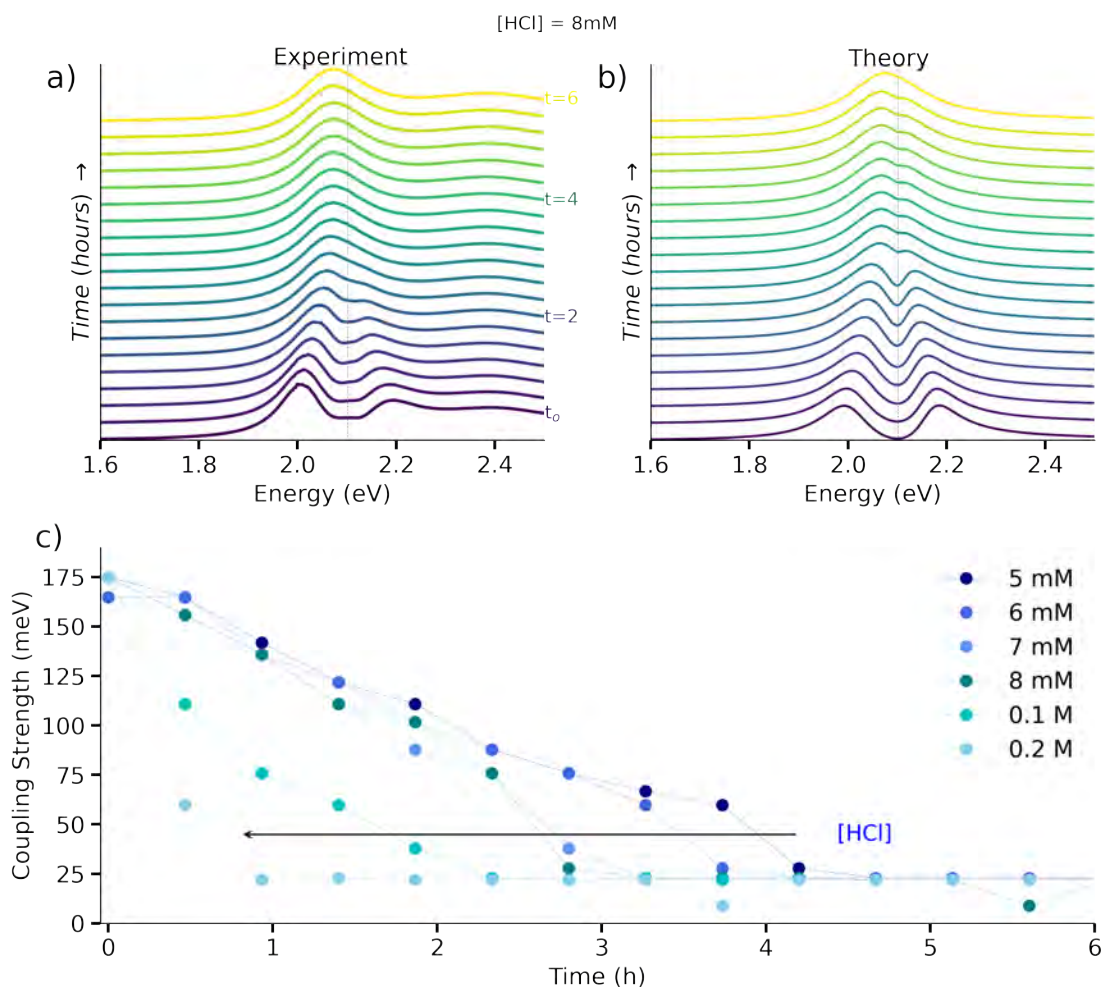 [HCl] = 8mM
a)
Experiment
b)
Theory
t=6
t=4
t=2
tₒ
Time (hours) →
Time (hours) →
1.6 1.8 2.0 2.2 2.4
1.6 1.8 2.0 2.2 2.4
Energy (eV)
Energy (eV)
c)
175
150
125
100
75
50
25
0
Coupling Strength (meV)
5 mM
6 mM
7 mM
8 mM
0.1 M
0.2 M
[HCl]
0 1 2 3 4 5 6
Time (h)